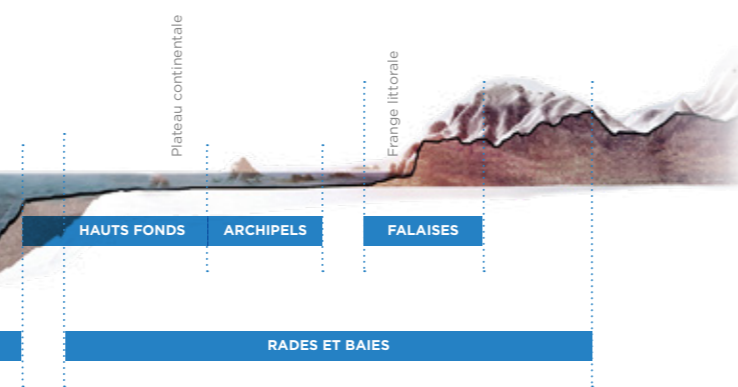 Plateau continentale
Frange littorale
HAUTS FONDS
ARCHIPELS
FALAISES
RADES ET BAIES